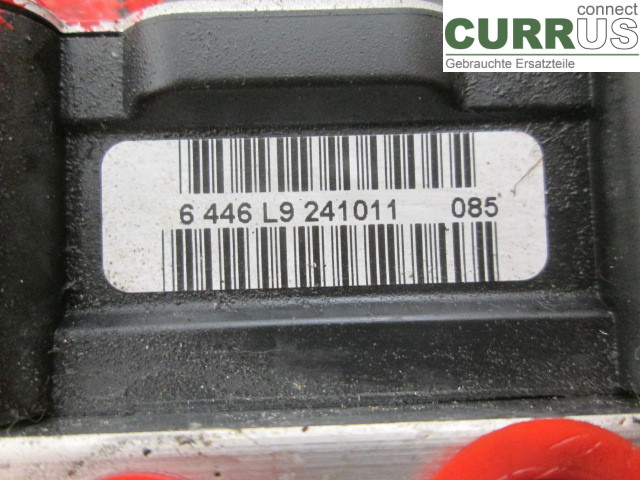 connect
CURRUS
Gebrauchte Ersatzteile
6 446 L9 241011 085